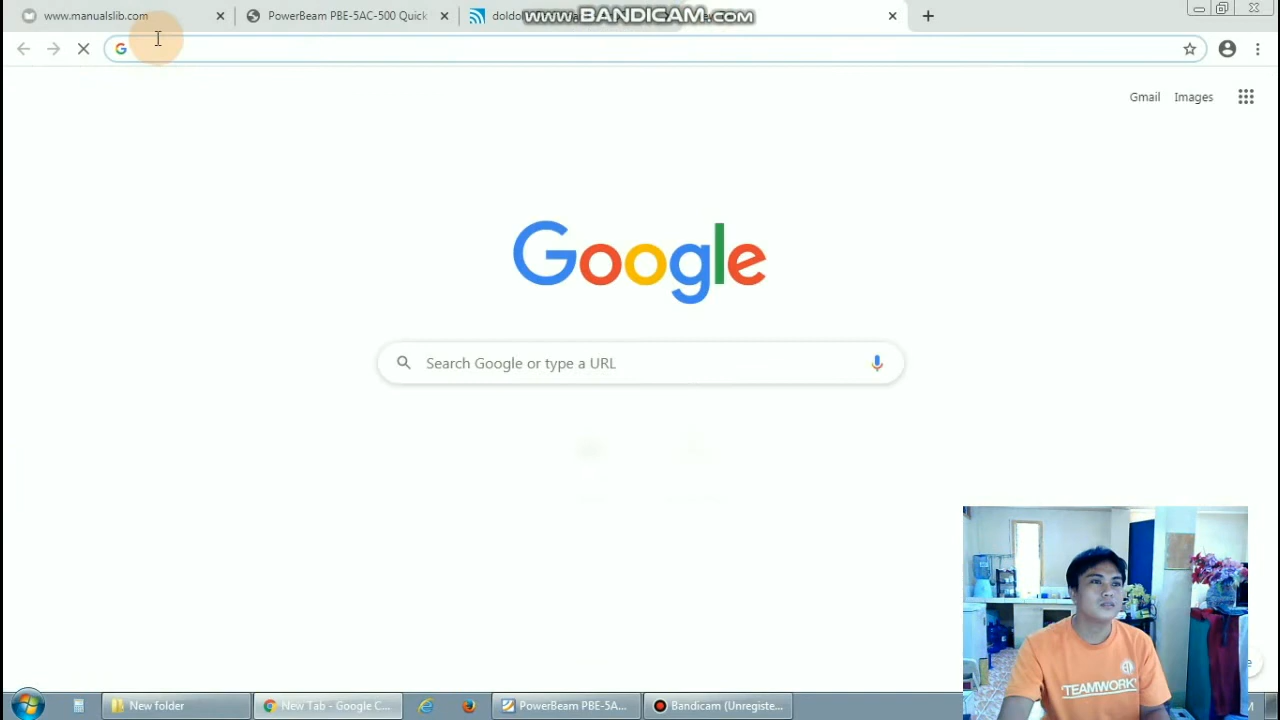 www.manualslib.com
PowerBeam PBE-5AC-500 Quick
doldo
WWW.BANDICAM.COM
Gmail
Images
Google
Search Google or type a URL
TEAMWORK
New folder
New Tab - Google C...
PowerBeam PBE-5A...
Bandicam (Unregiste...